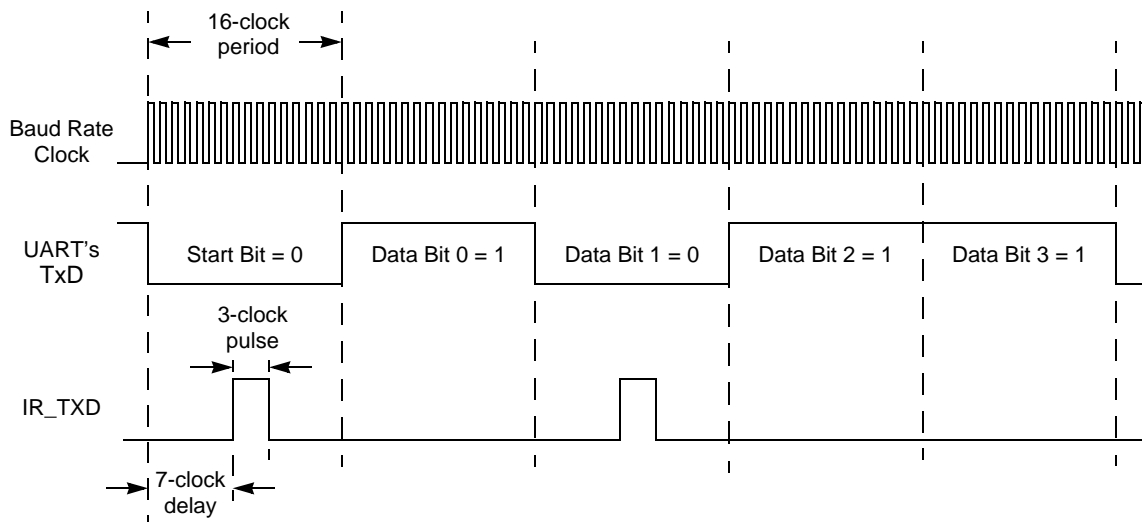 16-clock
period
Baud Rate
Clock
UART's
TxD
Start Bit = 0
Data Bit 0 = 1
Data Bit 1 = 0
Data Bit 2 = 1
Data Bit 3 = 1
3-clock
pulse
IR_TXD
7-clock
delay